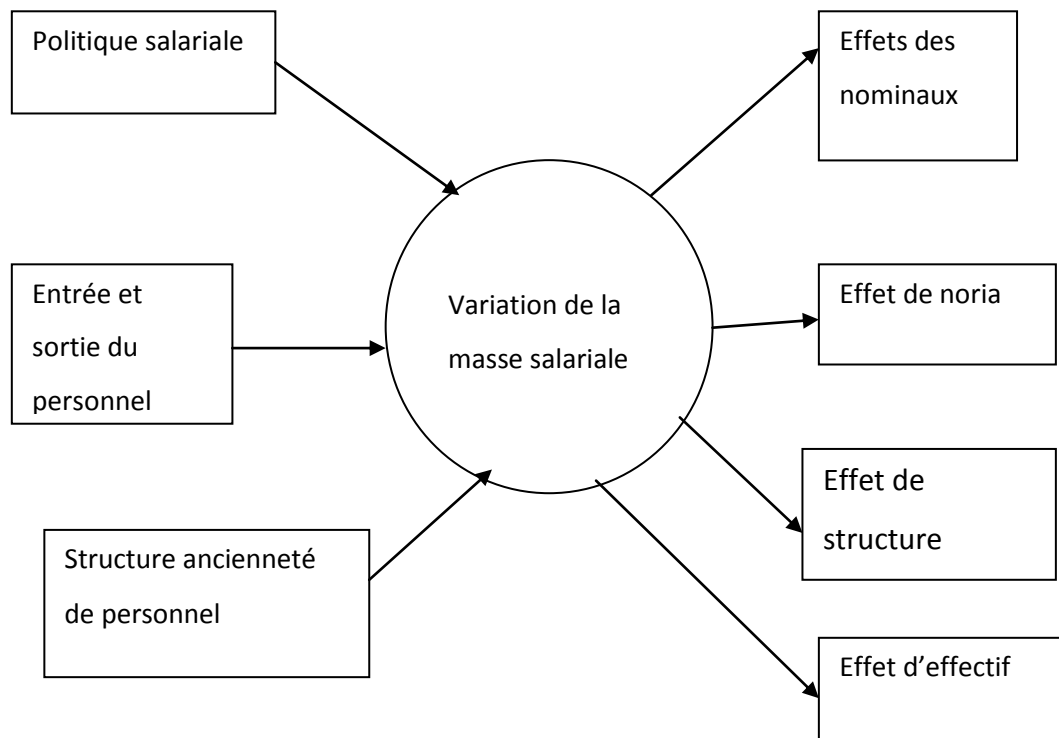 Politique salariale
Entrée et
sortie du
personnel
Structure ancienneté
de personnel
Variation de la
masse salariale
Effets des
nominaux
Effet de noria
Effet de
structure
Effet d’effectif